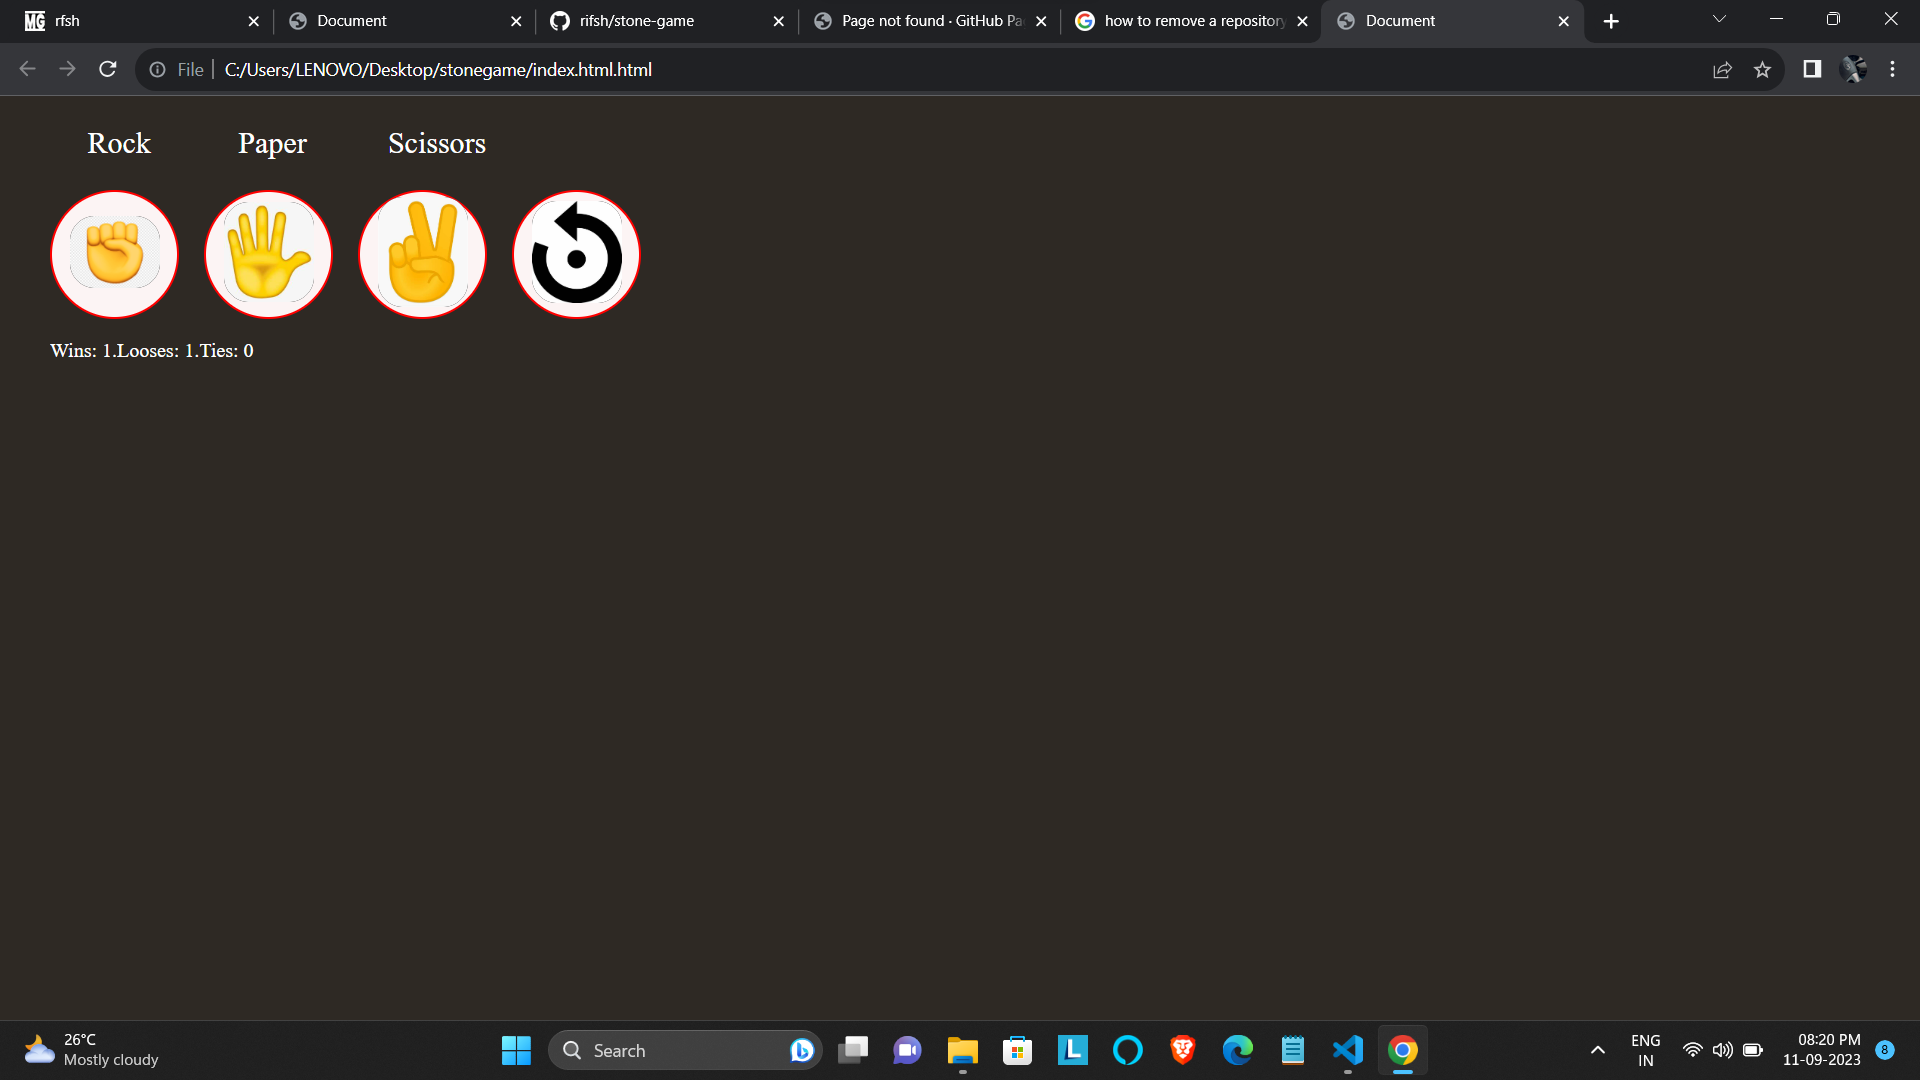 MG rfsh
Document
rifsh/stone-game
Page not found · GitHub Pa
how to remove a repository
Document
File
C:/Users/LENOVO/Desktop/stonegame/index.html.html
Rock Paper Scissors
Wins: 1.Looses: 1.Ties: 0
26°C
Mostly cloudy
Search
L
ENG
IN
08:20 PM
11-09-2023
8